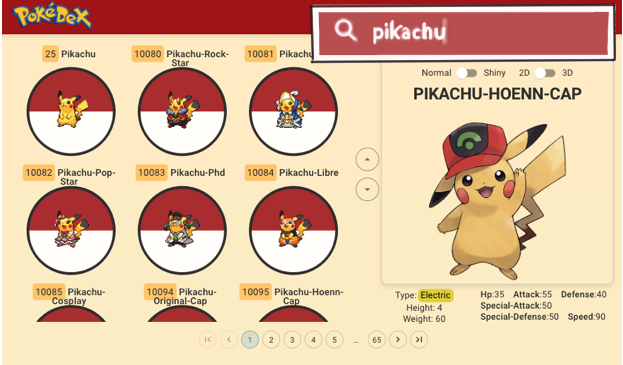 PokéDex
pikachu
25 Pikachu
10080 Pikachu-Rock-
Star
10081 Pikachu
10082 Pikachu-Pop-
Star
10083 Pikachu-Phd
10084 Pikachu-Libre
10085 Pikachu-
Cosplay
10094 Pikachu-
Original-Cap
10095 Pikachu-Hoenn-
Cap
1 2 3 4 5 ... 65
Normal Shiny 2D 3D
PIKACHU-HOENN-CAP
Type: Electric
Height: 4
Weight: 60
Hp:35 Attack:55 Defense:40
Special-Attack:50
Special-Defense:50 Speed:90